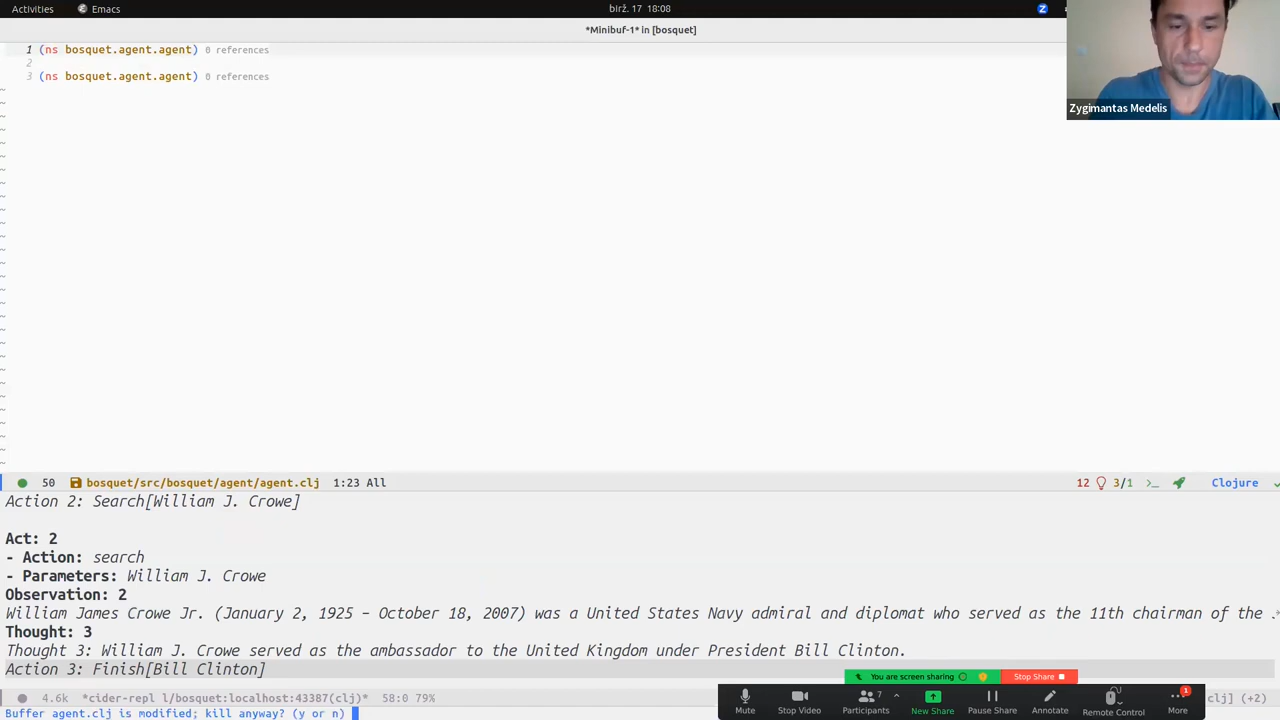 Activities
Emacs
birž. 17 18:08
*Minibuf-1* in [bosquet]
1 (ns bosquet.agent.agent) 0 references
2
3 (ns bosquet.agent.agent) 0 references
Zygimantas Medelis
50 bosquet/src/bosquet/agent/agent.clj 1:23 All
12 3/1 Clojure
Action 2: Search[William J. Crowe]
Act: 2
- Action: search
- Parameters: William J. Crowe
Observation: 2
William James Crowe Jr. (January 2, 1925 – October 18, 2007) was a United States Navy admiral and diplomat who served as the 11th chairman of the
Thought: 3
Thought 3: William J. Crowe served as the ambassador to the United Kingdom under President Bill Clinton.
Action 3: Finish[Bill Clinton]
You are screen sharing
Stop Share
4.6k *cider-repl l/bosquet:localhost:43387(clj)* 58:0 79%
clj] (+2)
7
1
Mute
Stop Video
Participants
New Share
Pause Share
Annotate
Remote Control
More
Buffer agent.clj is modified; kill anyway? (y or n)